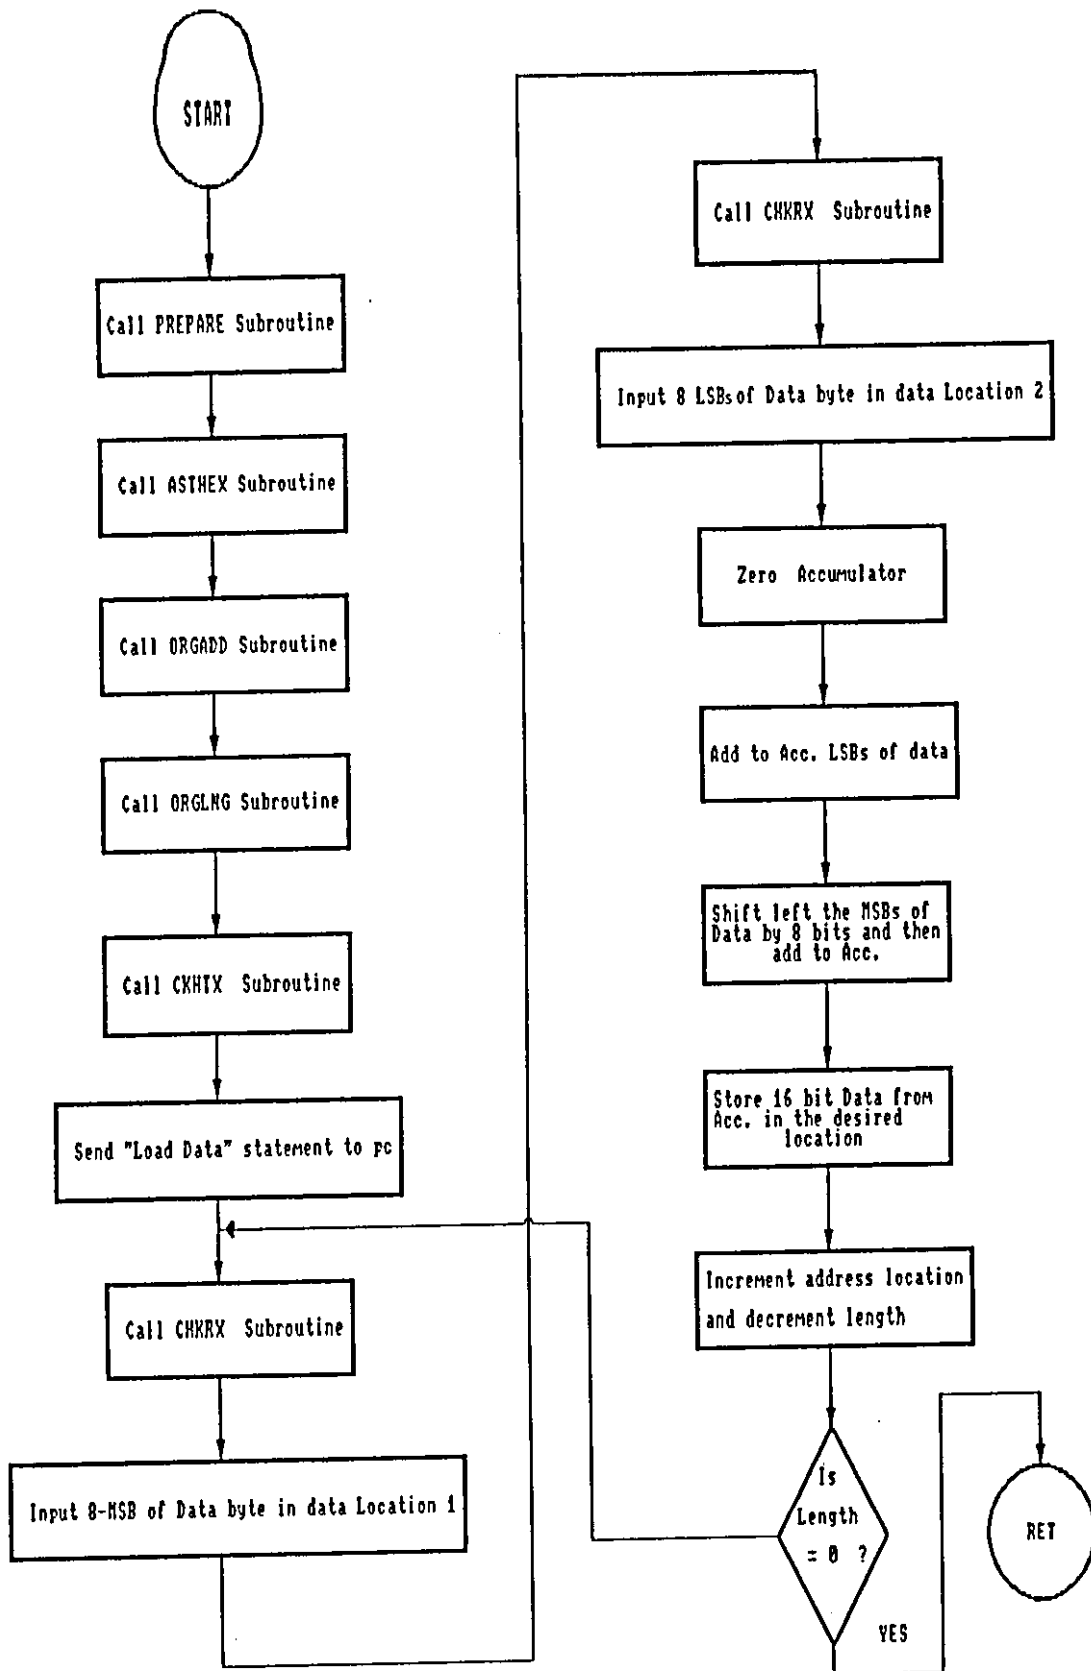 START
Call PREPARE Subroutine
Call ASTHEX Subroutine
Call ORGADD Subroutine
Call ORGLNG Subroutine
Call CKHTX Subroutine
Send "Load Data" statement to pc
Call CHKRX Subroutine
Input 8-MSB of Data byte in data Location 1
Call CHKRX Subroutine
Input 8 LSBs of Data byte in data Location 2
Zero Accumulator
Add to Acc. LSBs of data
Shift left the MSBs of
Data by 8 bits and then
add to Acc.
Store 16 bit Data from
Acc. in the desired
location
Increment address location
and decrement length
Is
Length
= 0 ?
YES
RET